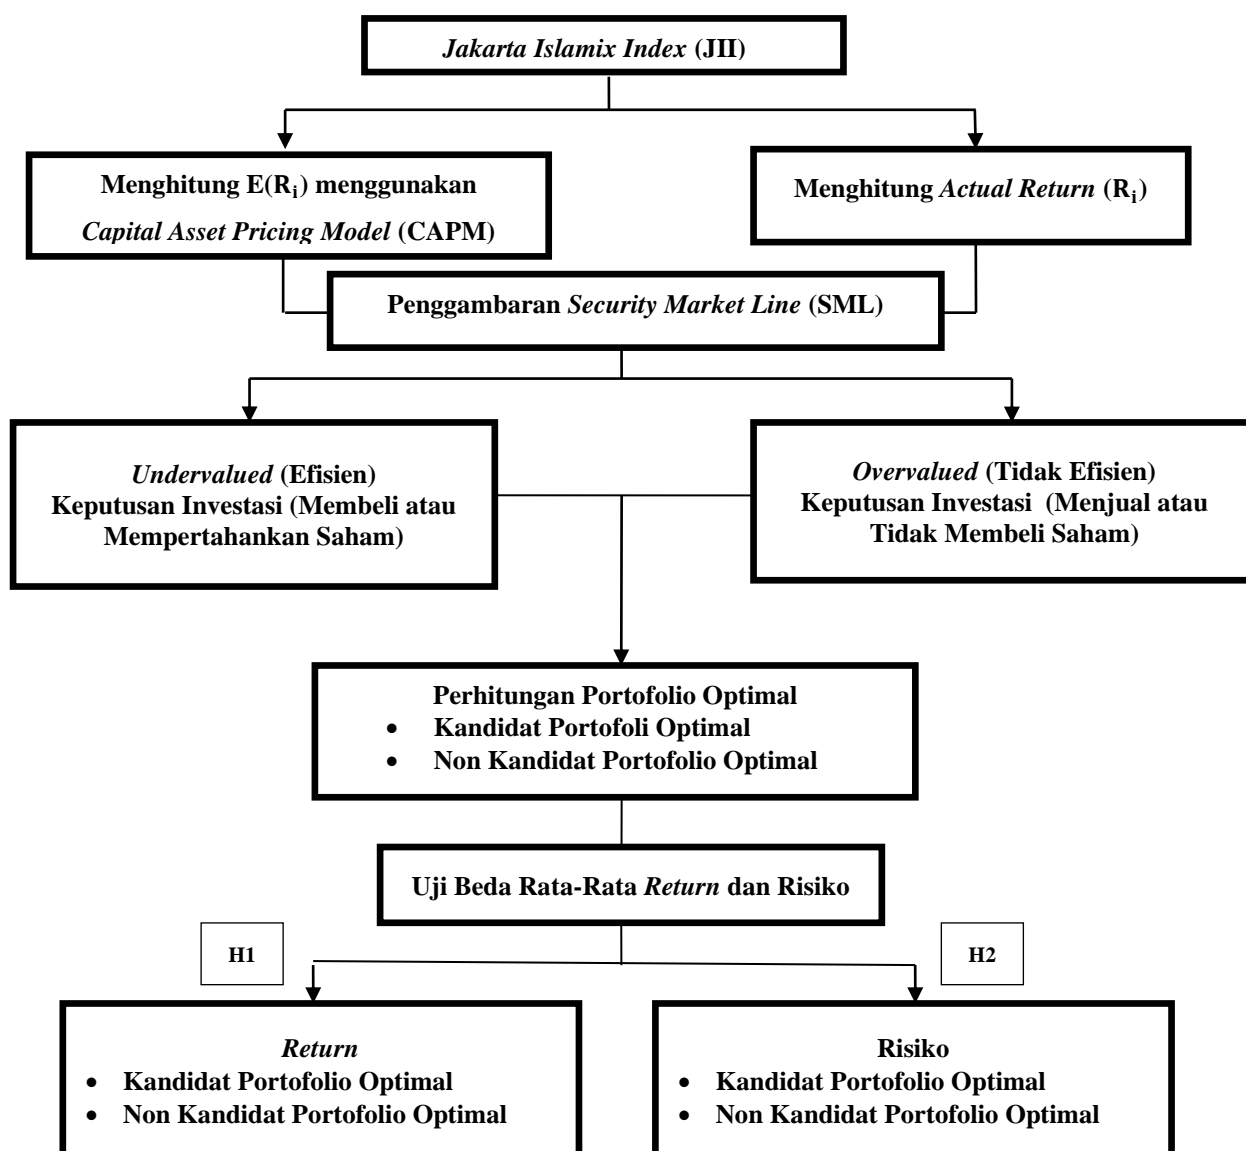 Jakarta Islamix Index (JII)
Menghitung E(Ri) menggunakan
Capital Asset Pricing Model (CAPM)
Menghitung Actual Return (Ri)
Penggambaran Security Market Line (SML)
Undervalued (Efisien)
Keputusan Investasi (Membeli atau
Mempertahankan Saham)
Overvalued (Tidak Efisien)
Keputusan Investasi (Menjual atau
Tidak Membeli Saham)
Perhitungan Portofolio Optimal
• Kandidat Portofoli Optimal
• Non Kandidat Portofolio Optimal
Uji Beda Rata-Rata Return dan Risiko
H1
H2
Return
• Kandidat Portofolio Optimal
• Non Kandidat Portofolio Optimal
Risiko
• Kandidat Portofolio Optimal
• Non Kandidat Portofolio Optimal